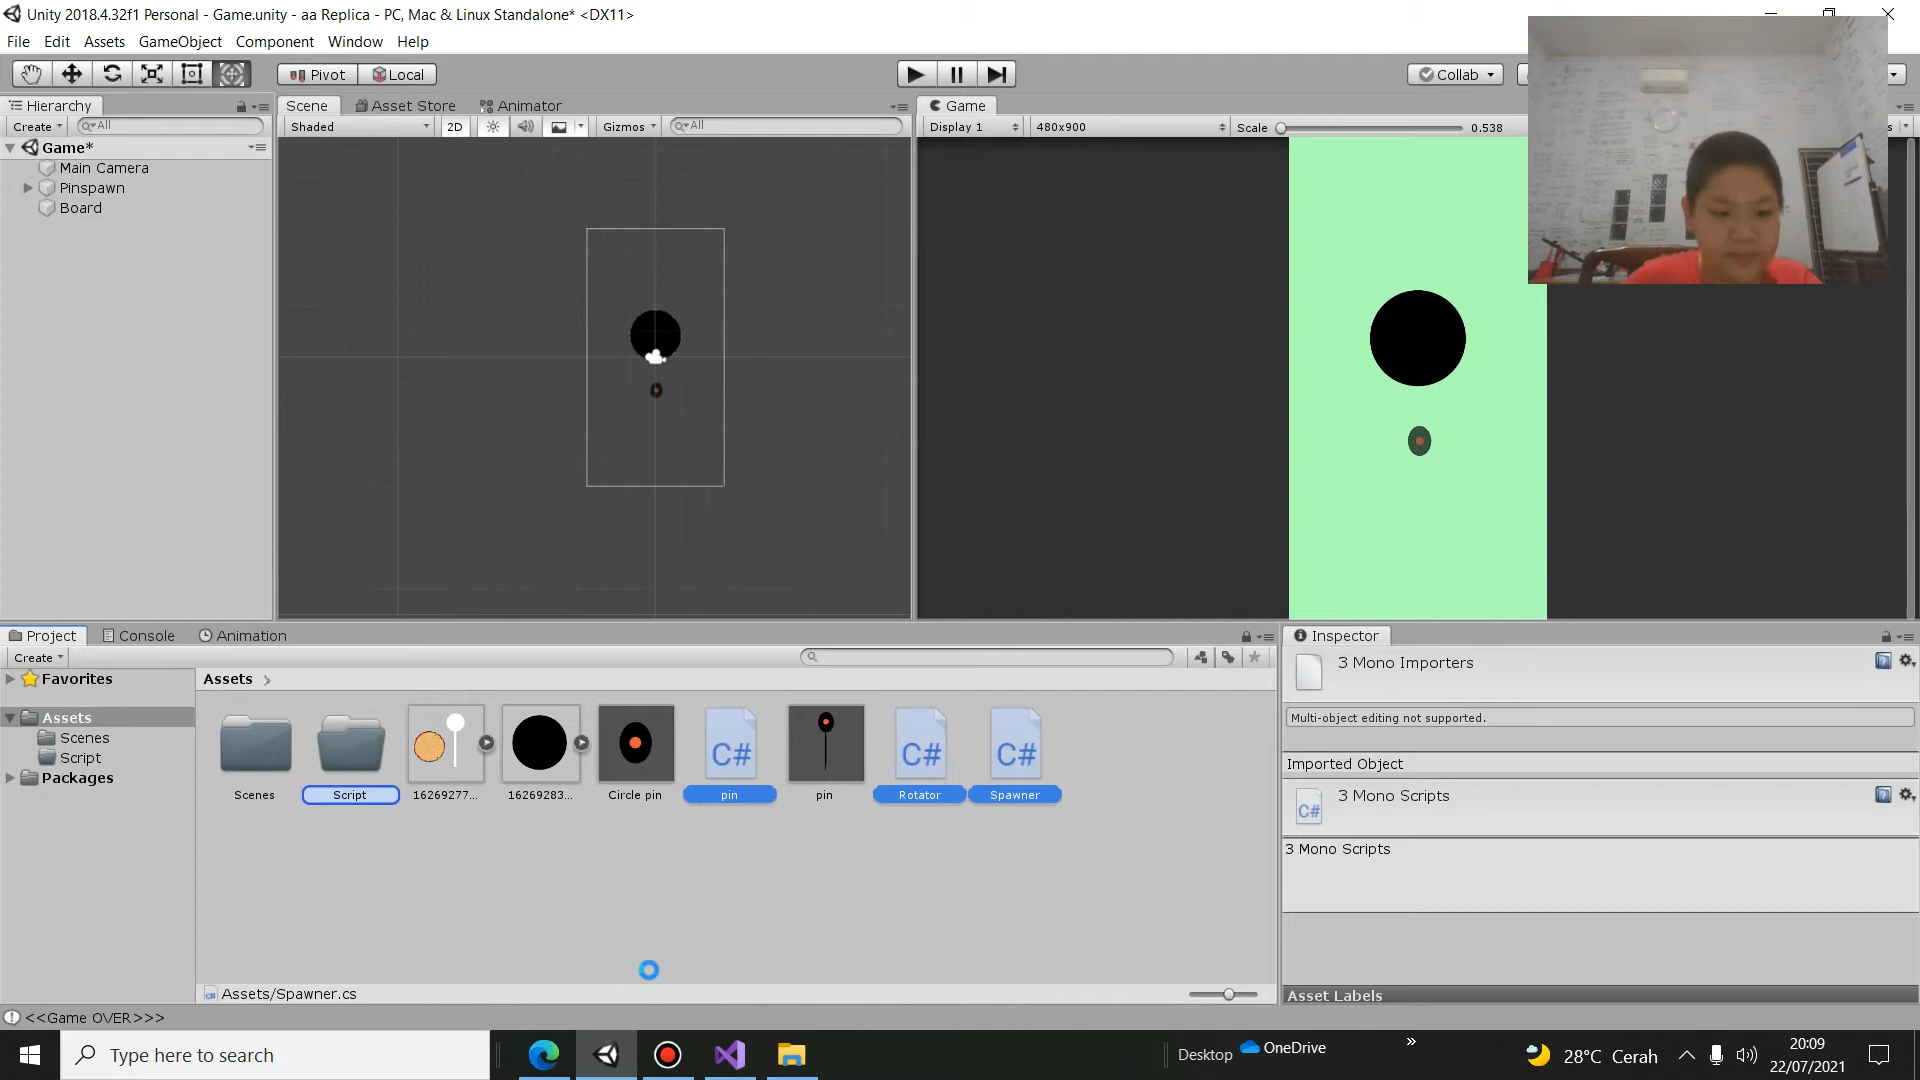 Unity 2018.4.32f1 Personal - Game.unity - aa Replica - PC, Mac & Linux Standalone* <DX11>
File Edit Assets GameObject Component Window Help
Pivot Local Collab
Hierarchy Scene Asset Store Animator Game
Create All Shaded 2D Gizmos All Display 1 480x900 Scale 0.538
Game*
Main Camera
Pinspawn
Board
Project Console Animation Inspector
Create
3 Mono Importers
Favorites Assets
Multi-object editing not supported.
Assets
Scenes
Script
Packages
C# C# C#
Scenes Script 16269277... 16269283... Circle pin pin pin Rotator Spawner
Imported Object
3 Mono Scripts
C#
3 Mono Scripts
Assets/Spawner.cs
Asset Labels
<<Game OVER>>>
Type here to search
Desktop OneDrive
28°C Cerah
20:09
22/07/2021